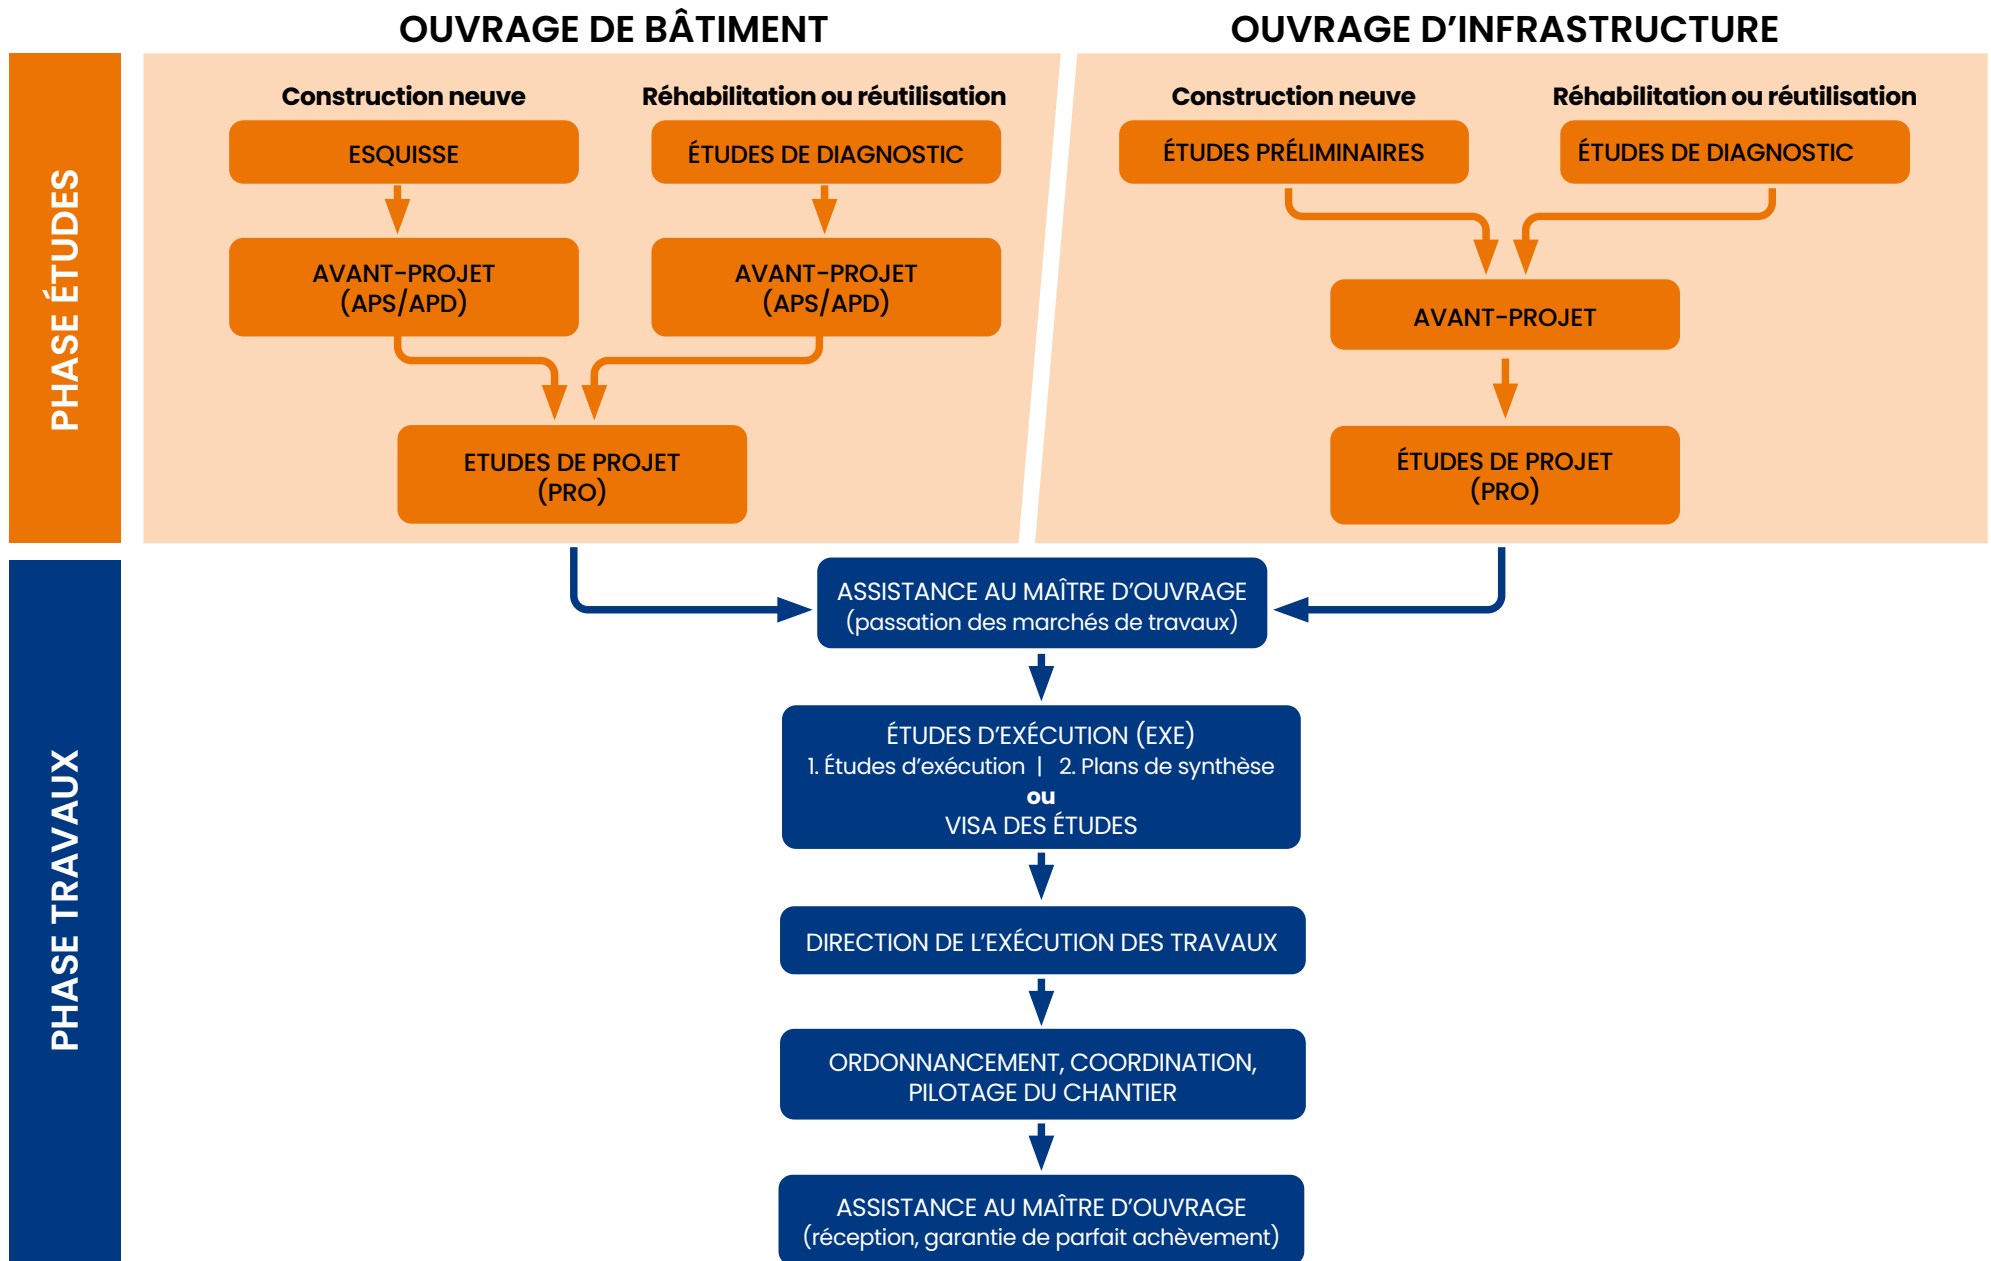 OUVRAGE DE BÂTIMENT
OUVRAGE D’INFRASTRUCTURE
PHASE ÉTUDES
Construction neuve
Réhabilitation ou réutilisation
ESQUISSE
ÉTUDES DE DIAGNOSTIC
AVANT-PROJET
(APS/APD)
AVANT-PROJET
(APS/APD)
ETUDES DE PROJET
(PRO)
Construction neuve
Réhabilitation ou réutilisation
ÉTUDES PRÉLIMINAIRES
ÉTUDES DE DIAGNOSTIC
AVANT-PROJET
ÉTUDES DE PROJET
(PRO)
PHASE TRAVAUX
ASSISTANCE AU MAÎTRE D’OUVRAGE
(passation des marchés de travaux)
ÉTUDES D’EXÉCUTION (EXE)
1. Études d’exécution | 2. Plans de synthèse
ou
VISA DES ÉTUDES
DIRECTION DE L’EXÉCUTION DES TRAVAUX
ORDONNANCEMENT, COORDINATION,
PILOTAGE DU CHANTIER
ASSISTANCE AU MAÎTRE D’OUVRAGE
(réception, garantie de parfait achèvement)